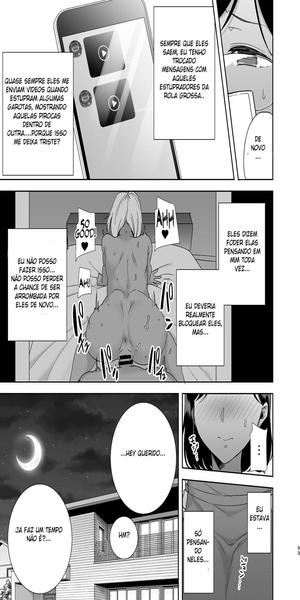 DE NOVO
...
SEMPRE QUE ELES
SAEM, EU TENHO
TROCADO
MENSAGENS COM
AQUELES
ESTUPRADORES DA
ROLA GROSSA..
QUASE SEMPRE ELES ME
ENVIAM VIDEOS QUANDO
ESTUPRAM ALGUMAS
GAROTAS, MOSTRANDO
AQUELAS PIROCAS
DENTRO DE
OUTRA....PORQUE ISSO
ME DEIXA TRISTE?
ELES DIZEM
FODER ELAS
PENSANDO EM
MIM TODA
VEZ...
AHH
SO
GOOD!
AH!
EU DEVERIA
REALMENTE
BLOQUEAR ELES,
MAS...
EU NÃO POSSO
FAZER ISSO...
NÃO POSSO PERDER
A CHANCE DE SER
ARROMBADA POR
ELES DE NOVO...
...
EU
ESTAVA
...
SÓ
PENSAN-
DO
NELES...
...HEY QUERIDO...
HM?
JA FAZ UM TEMPO
NÃO É?...